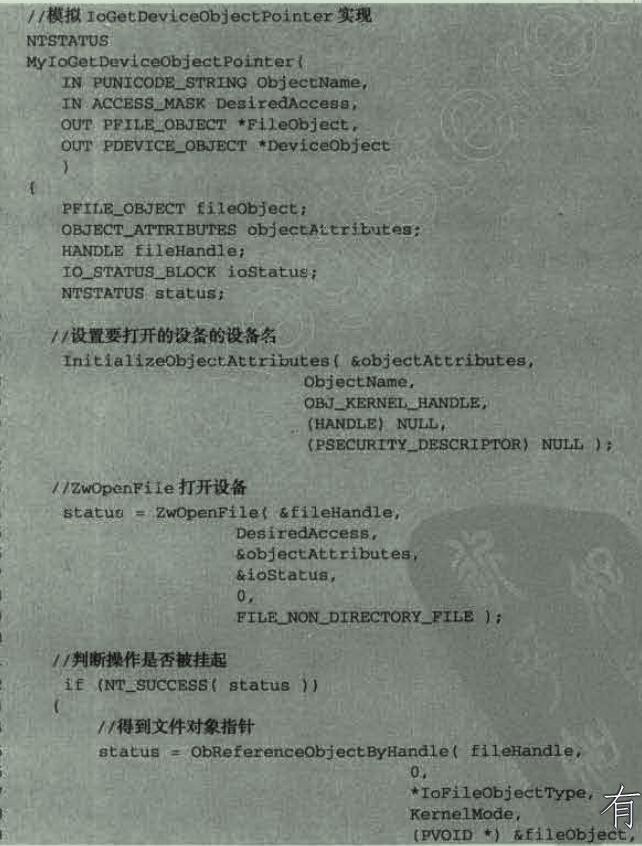 //模拟 IoGetDeviceObjectPointer 实现
NTSTATUS
MyIoGetDeviceObjectPointer(
IN PUNICODE_STRING ObjectName,
IN ACCESS_MASK DesiredAccess,
OUT PFILE_OBJECT *FileObject,
OUT PDEVICE_OBJECT *DeviceObject
)
{
PFILE_OBJECT fileObject;
OBJECT_ATTRIBUTES objectAttributes;
HANDLE fileHandle;
IO_STATUS_BLOCK ioStatus;
NTSTATUS status;
//设置要打开的设备的设备名
InitializeObjectAttributes( &objectAttributes,
ObjectName,
OBJ_KERNEL_HANDLE,
(HANDLE) NULL,
(PSECURITY_DESCRIPTOR) NULL );
//ZwOpenFile 打开设备
status = ZwOpenFile( &fileHandle,
DesiredAccess,
&objectAttributes,
&ioStatus,
0,
FILE_NON_DIRECTORY_FILE );
//判断操作是否被挂起
if (NT_SUCCESS( status ))
{
//得到文件对象指针
status = ObReferenceObjectByHandle( fileHandle,
0,
*IoFileObjectType,
KernelMode,
(PVOID *) &fileObject,
有